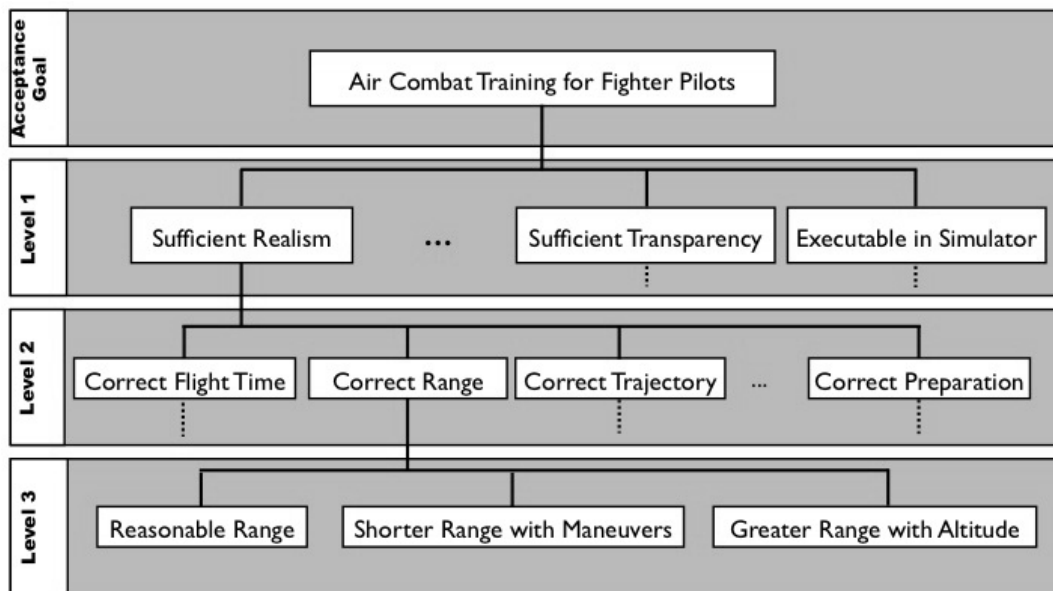 Acceptance
Goal
Air Combat Training for Fighter Pilots
Level 1
Sufficient Realism
...
Sufficient Transparency
Executable in Simulator
Level 2
Correct Flight Time
Correct Range
Correct Trajectory
...
Correct Preparation
Level 3
Reasonable Range
Shorter Range with Maneuvers
Greater Range with Altitude